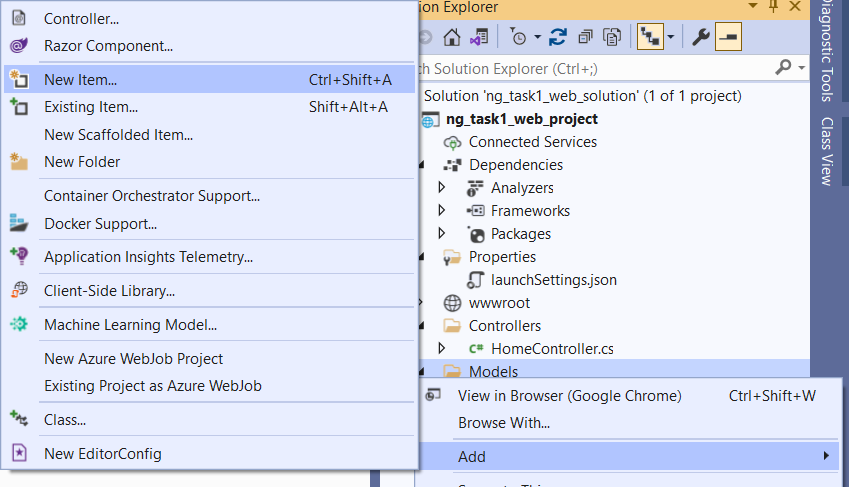 Controller...
Razor Component...
New Item... Ctrl+Shift+A
Existing Item... Shift+Alt+A
New Scaffolded Item...
New Folder
Container Orchestrator Support...
Docker Support...
Application Insights Telemetry...
Client-Side Library...
Machine Learning Model...
New Azure WebJob Project
Existing Project as Azure WebJob
Class...
New EditorConfig
Explorer
Solution Explorer (Ctrl+;)
Solution 'ng_task1_web_solution' (1 of 1 project)
ng_task1_web_project
Connected Services
Dependencies
Analyzers
Frameworks
Packages
Properties
launchSettings.json
wwwroot
Controllers
C# HomeController.cs
Models
View in Browser (Google Chrome) Ctrl+Shift+W
Browse With...
Add
Diagnostic Tools
Class View